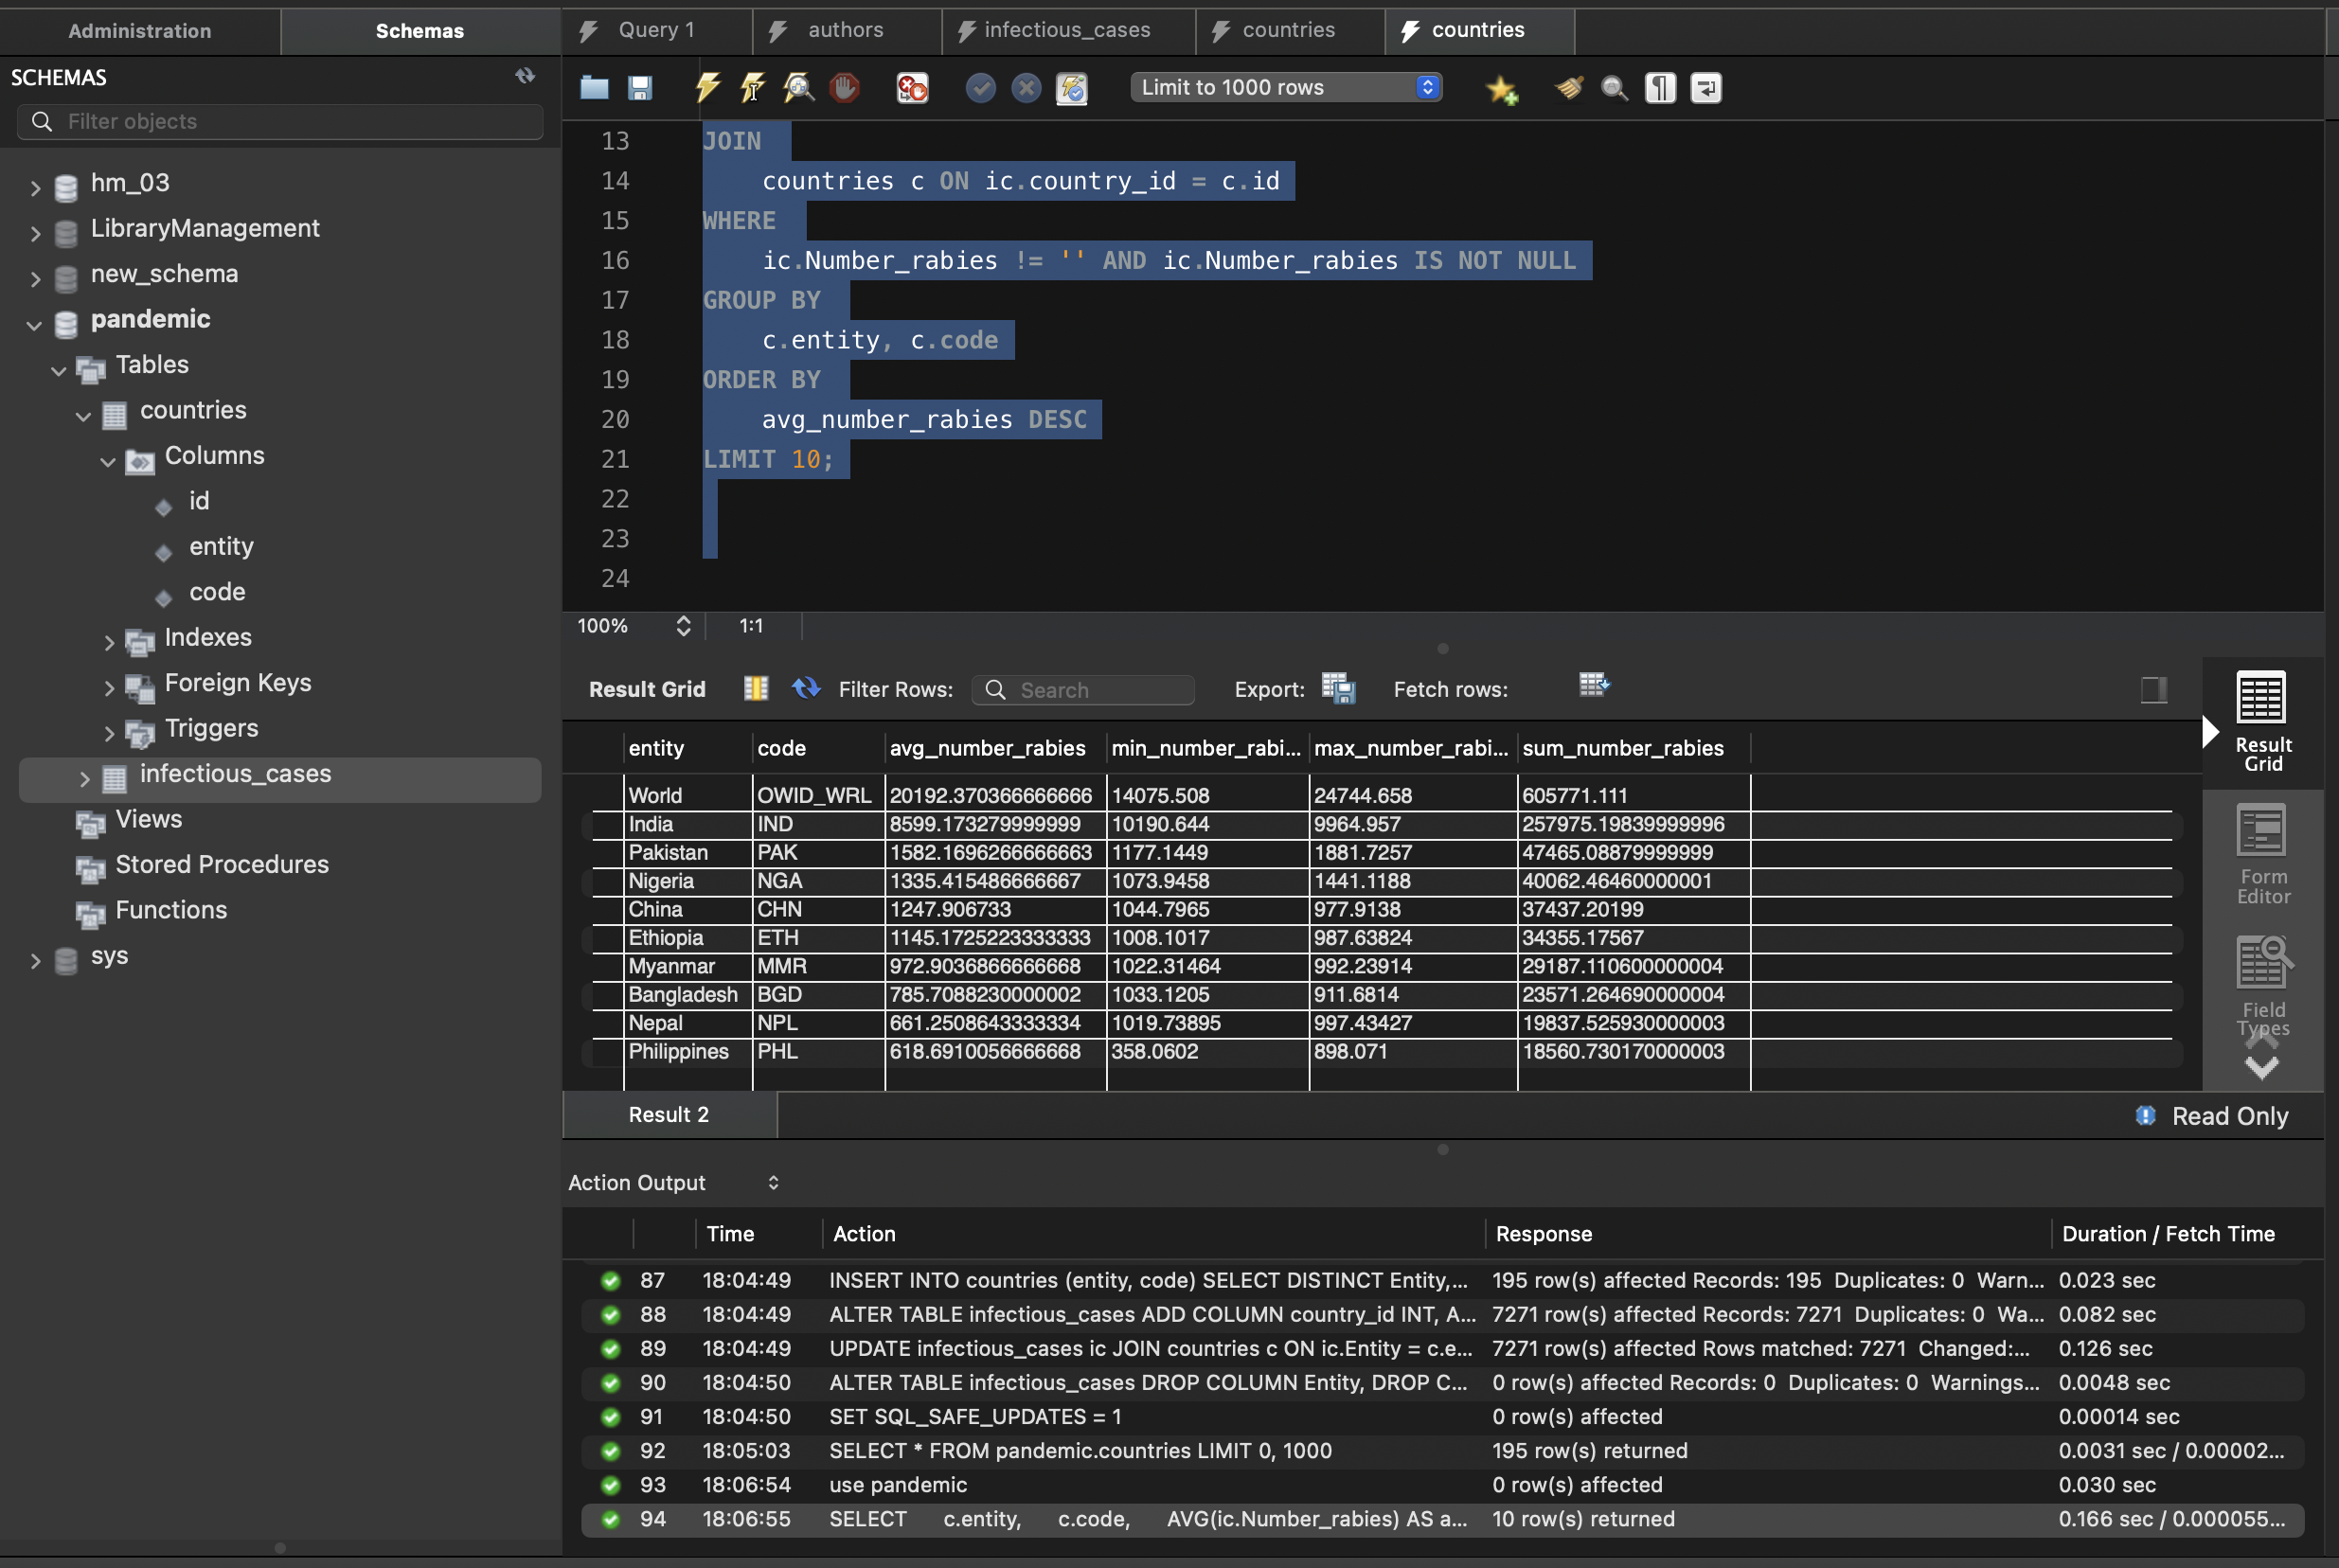 Administration
Schemas
SCHEMAS
Filter objects
hm_03
LibraryManagement
new_schema
pandemic
Tables
countries
Columns
id
entity
code
Indexes
Foreign Keys
Triggers
infectious_cases
Views
Stored Procedures
Functions
sys
Query 1
authors
infectious_cases
countries
countries
Limit to 1000 rows
13 JOIN
14 countries c ON ic.country_id = c.id
15 WHERE
16 ic.Number_rabies != '' AND ic.Number_rabies IS NOT NULL
17 GROUP BY
18 c.entity, c.code
19 ORDER BY
20 avg_number_rabies DESC
21 LIMIT 10;
22
23
24
100% 1:1
Result Grid Filter Rows: Search Export: Fetch rows:
entity code avg_number_rabies min_number_rabi... max_number_rabi... sum_number_rabies
World OWID_WRL 20192.370366666666 14075.508 24744.658 605771.111
India IND 8599.173279999999 10190.644 9964.957 257975.19839999996
Pakistan PAK 1582.1696266666663 1177.1449 1881.7257 47465.08879999999
Nigeria NGA 1335.415486666667 1073.9458 1441.1188 40062.46460000001
China CHN 1247.906733 1044.7965 977.9138 37437.20199
Ethiopia ETH 1145.1725223333333 1008.1017 987.63824 34355.17567
Myanmar MMR 972.9036866666668 1022.31464 992.23914 29187.110600000004
Bangladesh BGD 785.7088230000002 1033.1205 911.6814 23571.264690000004
Nepal NPL 661.2508643333334 1019.73895 997.43427 19837.525930000003
Philippines PHL 618.6910056666668 358.0602 898.071 18560.730170000003
Result
Grid
Form
Editor
Field
Types
Result 2
Read Only
Action Output
Time Action Response Duration / Fetch Time
87 18:04:49 INSERT INTO countries (entity, code) SELECT DISTINCT Entity,... 195 row(s) affected Records: 195 Duplicates: 0 Warn... 0.023 sec
88 18:04:49 ALTER TABLE infectious_cases ADD COLUMN country_id INT, A... 7271 row(s) affected Records: 7271 Duplicates: 0 Wa... 0.082 sec
89 18:04:49 UPDATE infectious_cases ic JOIN countries c ON ic.Entity = c.e... 7271 row(s) affected Rows matched: 7271 Changed:... 0.126 sec
90 18:04:50 ALTER TABLE infectious_cases DROP COLUMN Entity, DROP C... 0 row(s) affected Records: 0 Duplicates: 0 Warnings... 0.0048 sec
91 18:04:50 SET SQL_SAFE_UPDATES = 1 0 row(s) affected 0.00014 sec
92 18:05:03 SELECT * FROM pandemic.countries LIMIT 0, 1000 195 row(s) returned 0.0031 sec / 0.00002...
93 18:06:54 use pandemic 0 row(s) affected 0.030 sec
94 18:06:55 SELECT c.entity, c.code, AVG(ic.Number_rabies) AS a... 10 row(s) returned 0.166 sec / 0.000055...